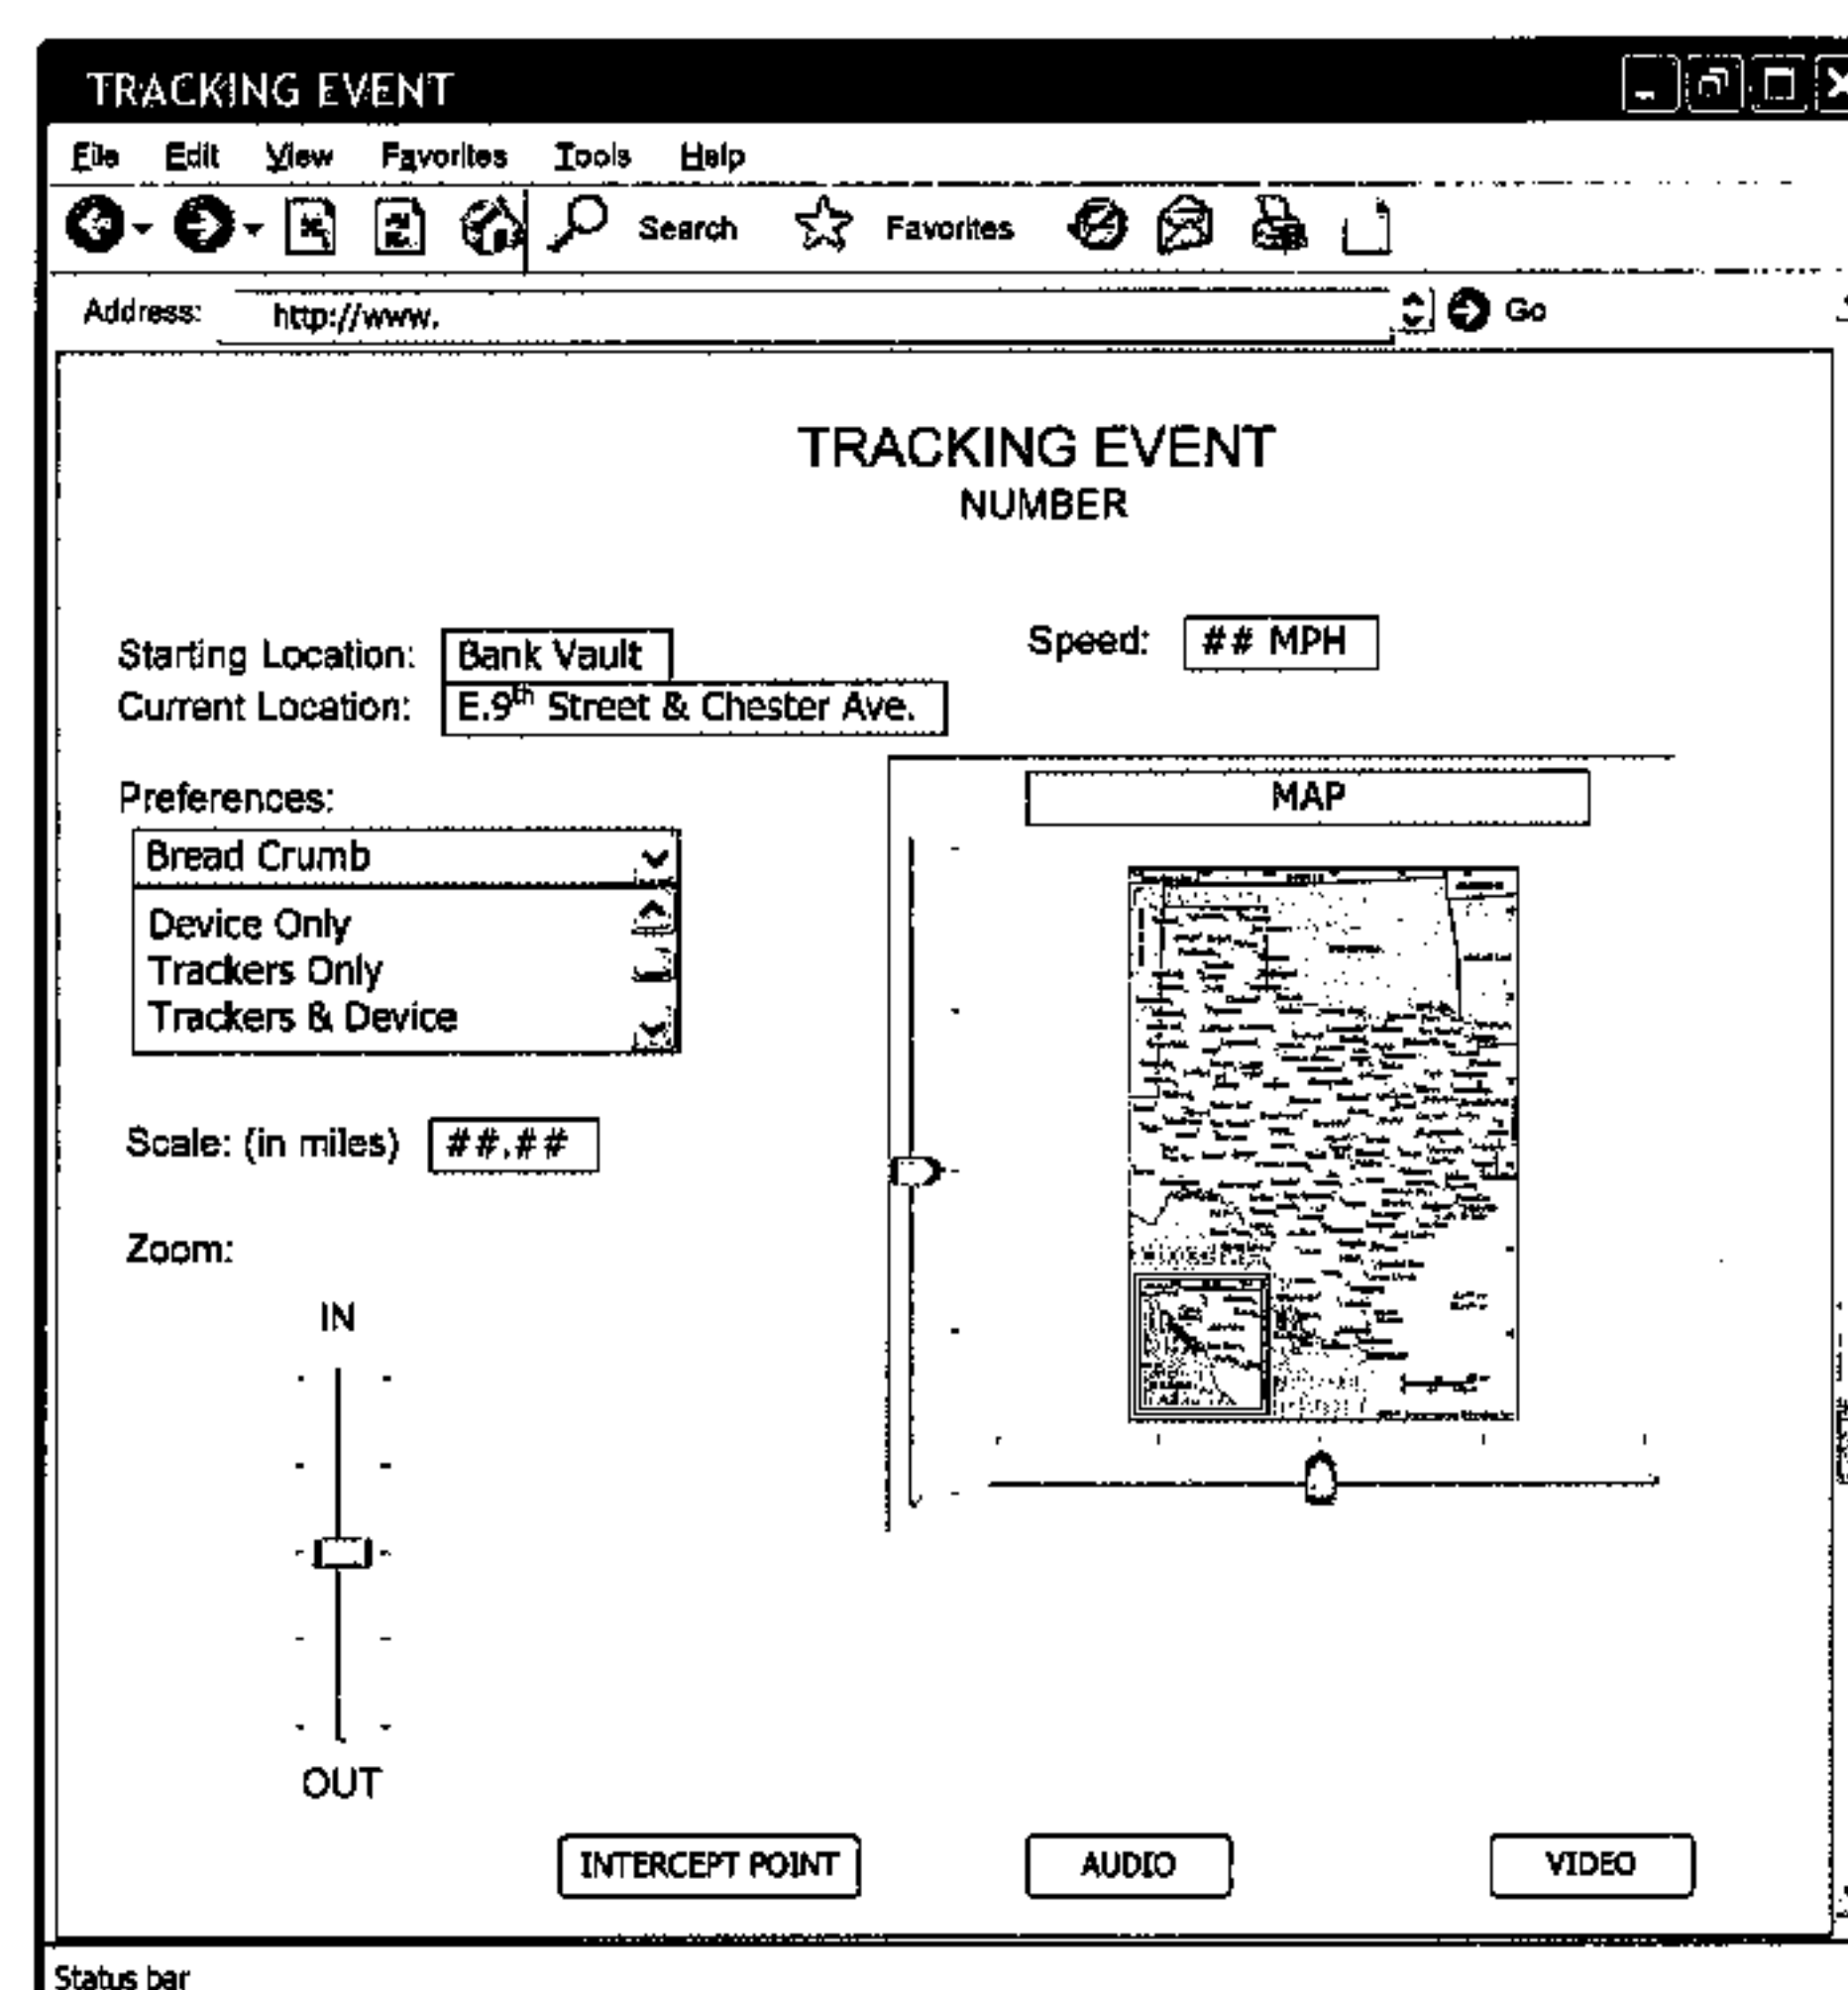 TRACKING EVENT
File Edit View Favorites Tools Help
Search Favorites
Address: http://www. Go
TRACKING EVENT
NUMBER
Starting Location: Bank Vault Speed: ## MPH
Current Location: E.9th Street & Chester Ave.
Preferences:
MAP
Bread Crumb
Device Only
Trackers Only
Trackers & Device
Scale: (in miles) ##.##
Zoom:
IN
OUT
INTERCEPT POINT AUDIO VIDEO
Status bar